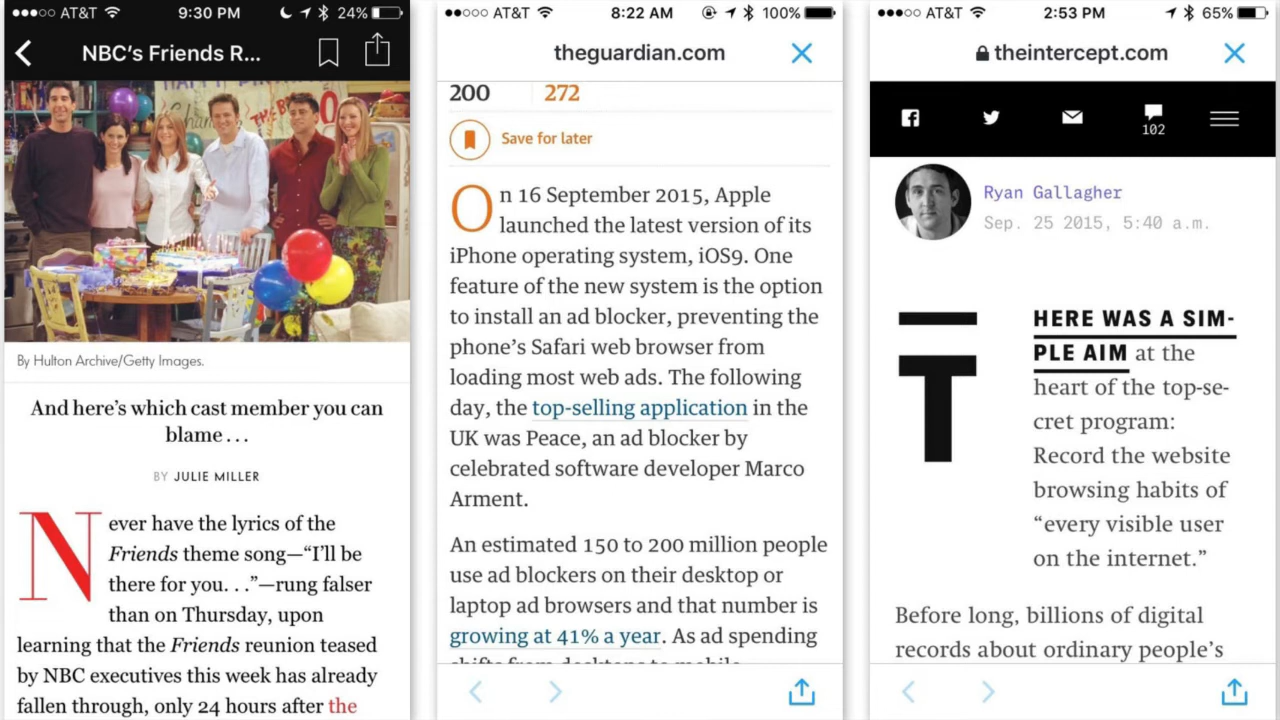 AT&T 9:30 PM 24%
NBC's Friends R...
By Hulton Archive/Getty Images.
And here's which cast member you can
blame...
BY JULIE MILLER
Never have the lyrics of the
Friends theme song—“I'll be
there for you. . .”—rung falser
than on Thursday, upon
learning that the Friends reunion teased
by NBC executives this week has already
fallen through, only 24 hours after the
AT&T 8:22 AM 100%
theguardian.com
200 272
Save for later
On 16 September 2015, Apple
launched the latest version of its
iPhone operating system, iOS9. One
feature of the new system is the option
to install an ad blocker, preventing the
phone's Safari web browser from
loading most web ads. The following
day, the top-selling application in the
UK was Peace, an ad blocker by
celebrated software developer Marco
Arment.
An estimated 150 to 200 million people
use ad blockers on their desktop or
laptop ad browsers and that number is
growing at 41% a year. As ad spending
shifts from desktops to mobile
AT&T 2:53 PM 65%
theintercept.com
102
Ryan Gallagher
Sep. 25 2015, 5:40 a.m.
THERE WAS A SIM-
PLE AIM at the
heart of the top-se-
cret program:
Record the website
browsing habits of
“every visible user
on the internet.”
Before long, billions of digital
records about ordinary people's